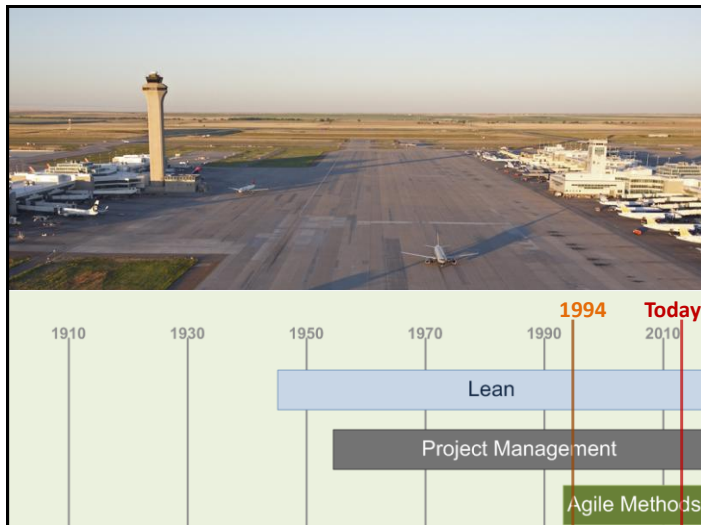 1994 Today
1910 1930 1950 1970 1990 2010
Lean
Project Management
Agile Methods